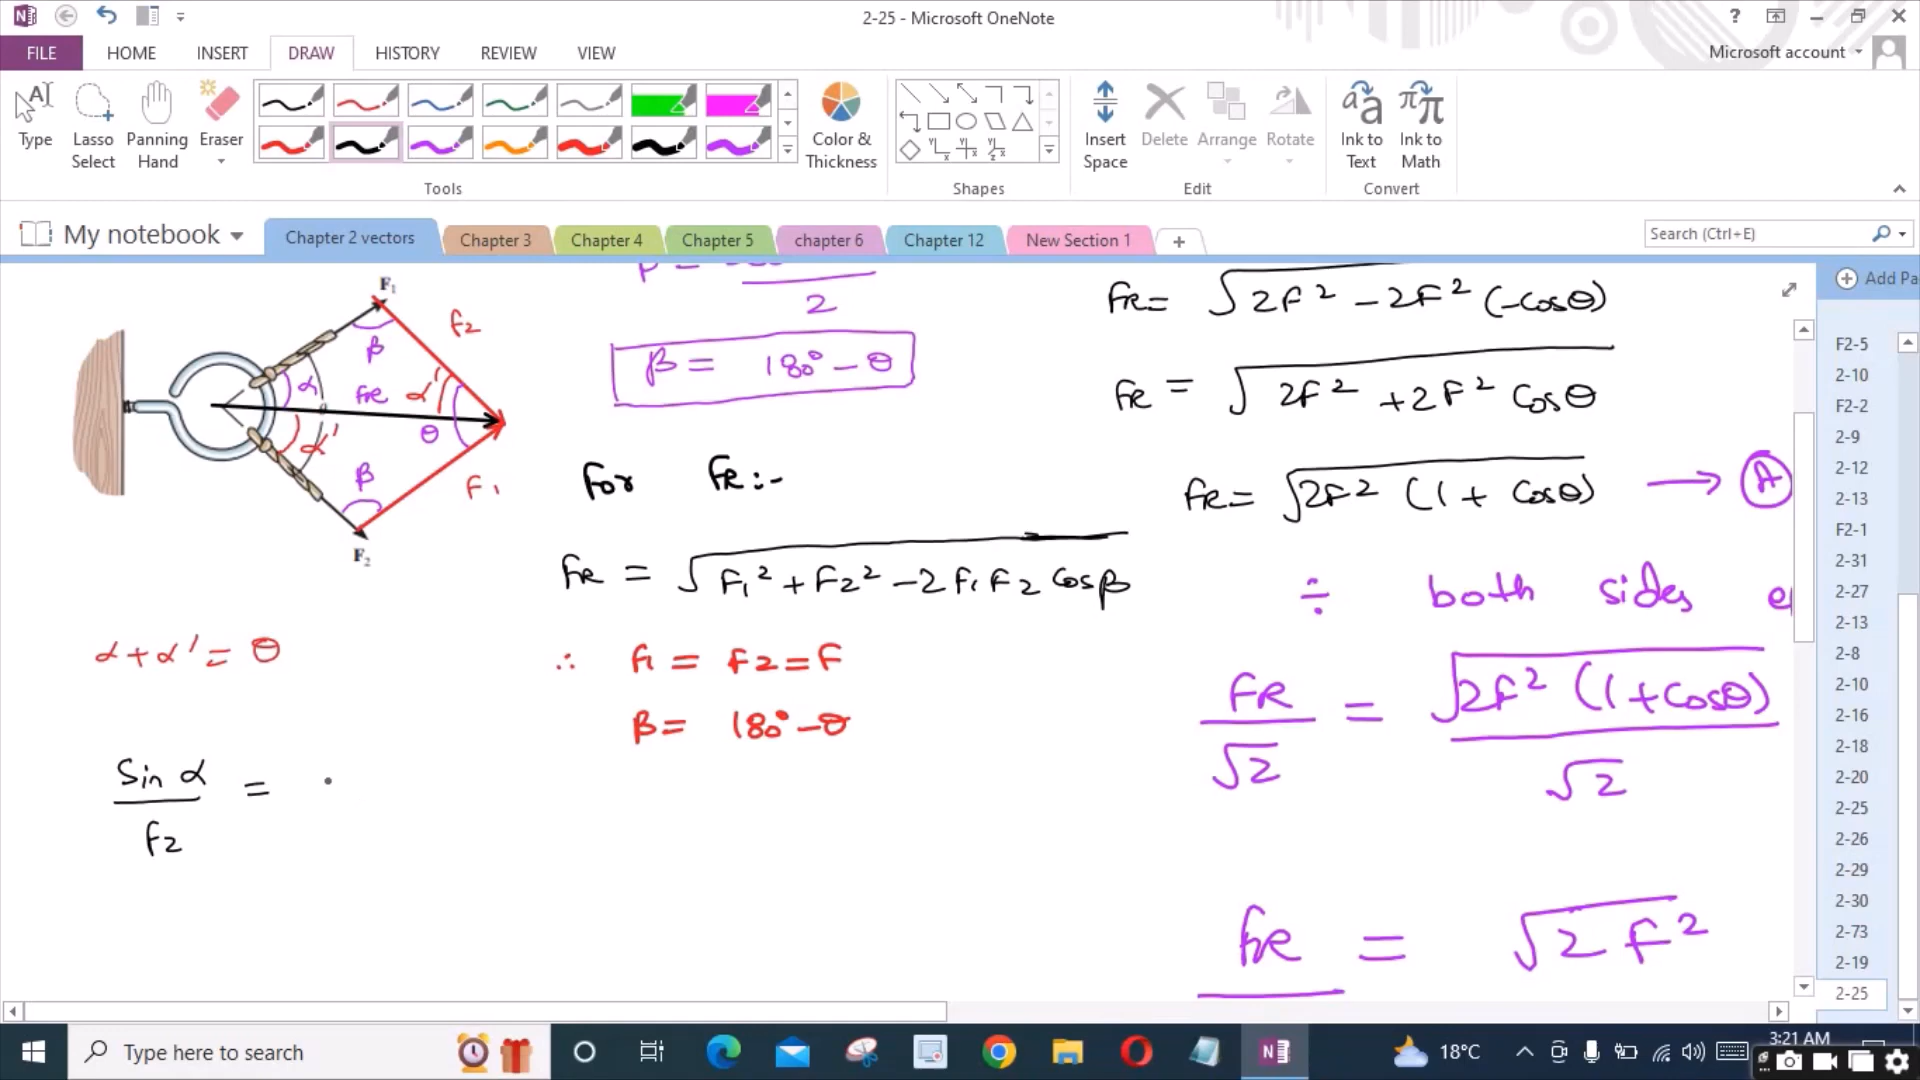 2-25 - Microsoft OneNote
?
FILE HOME INSERT DRAW HISTORY REVIEW VIEW
Microsoft account
Type
Lasso Select
Panning Hand
Eraser
Color & Thickness
Insert Space
Delete
Arrange
Rotate
Ink to Text
Ink to Math
Tools
Shapes
Edit
Convert
My notebook
Chapter 2 vectors
Chapter 3
Chapter 4
Chapter 5
chapter 6
Chapter 12
New Section 1
Search (Ctrl+E)
Add Pa
F₁
F2
β
α
FR
α'
θ
α'
β
F1
F₂
α + α' = θ
Sin α / F2 =
2
β = 180° - θ
For FR :-
FR = √F1² + F2² - 2F1F2 cosβ
∴ F1 = F2 = F
β = 180° - θ
FR = √2F² - 2F² (-cosθ)
FR = √2F² + 2F² Cosθ
FR = √2F² (1 + Cosθ) → A
÷ both sides
FR / √2 = √2F² (1 + Cosθ) / √2
FR = √2F²
F2-5
2-10
F2-2
2-9
2-12
2-13
F2-1
2-31
2-27
2-13
2-8
2-10
2-16
2-18
2-20
2-25
2-26
2-29
2-30
2-73
2-19
2-25
Type here to search
18°C
3:21 AM